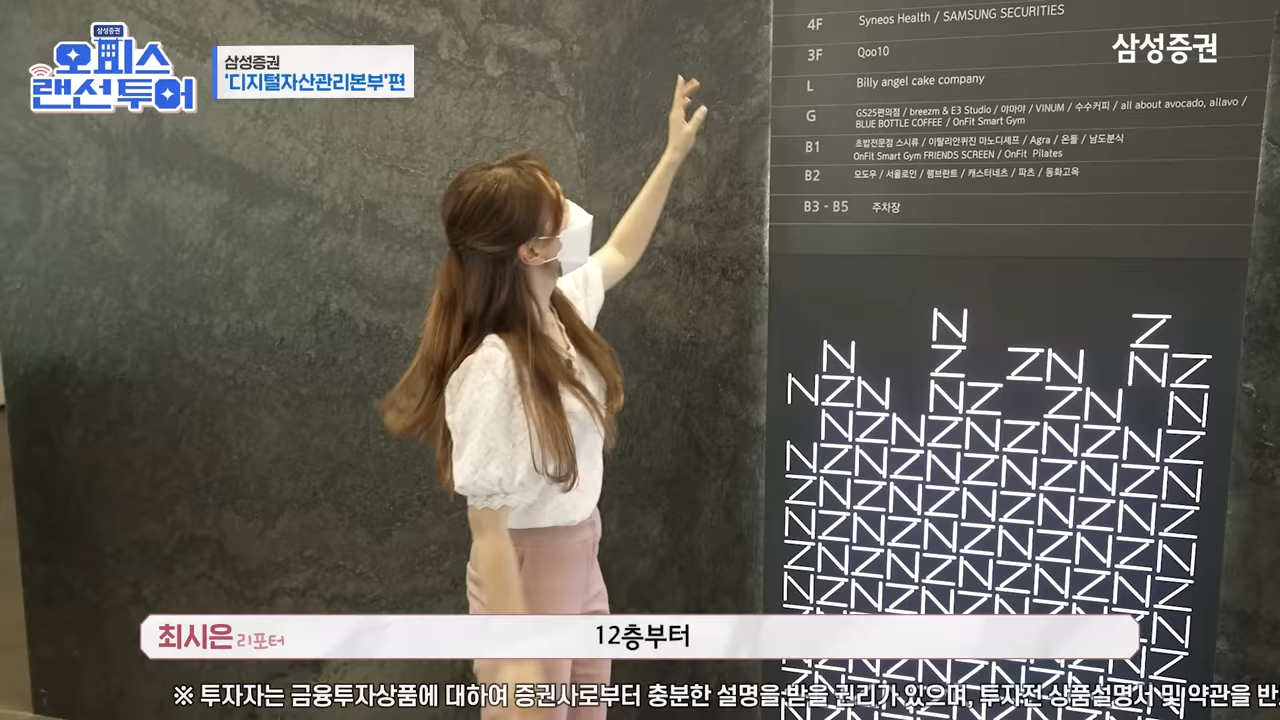 삼성증권
오피스
랜선투어
삼성증권
'디지털자산관리본부'편
삼성증권
4F Syneos Health / SAMSUNG SECURITIES
3F Qoo10
L Billy angel cake company
G GS25편의점 / breezm & E3 Studio / 야마야 / VINUM / 수수커피 / all about avocado, allavo /
BLUE BOTTLE COFFEE / OnFit Smart Gym
B1 초밥전문점 스시류 / 이탈리안퀴진 마노디셰프 / Agra / 온돌 / 남도분식
OnFit Smart Gym FRIENDS SCREEN / OnFit Pilates
B2 모도우 / 서울로인 / 램브란트 / 캐스터네츠 / 파츠 / 동화고옥
B3 - B5 주차장
최시은 리포터
12층부터
※ 투자자는 금융투자상품에 대하여 증권사로부터 충분한 설명을 받을 권리가 있으며, 투자전 상품설명서 및 약관을 반